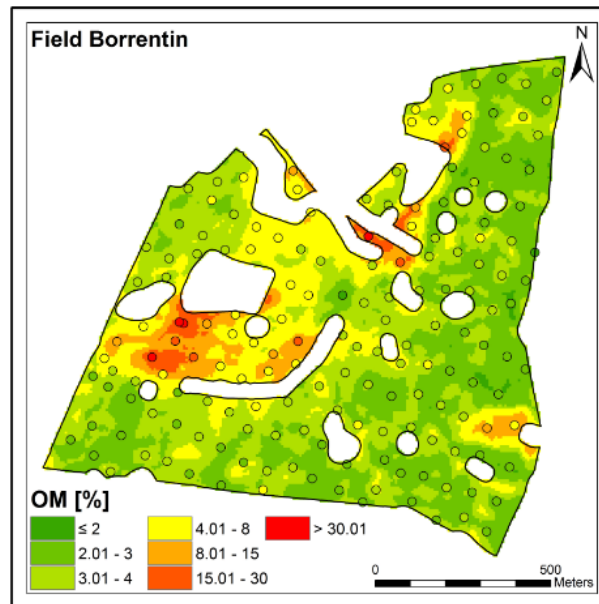 Field Borrentin
N
OM [%]
≤ 2
2.01 - 3
3.01 - 4
4.01 - 8
8.01 - 15
15.01 - 30
> 30.01
0 500
Meters